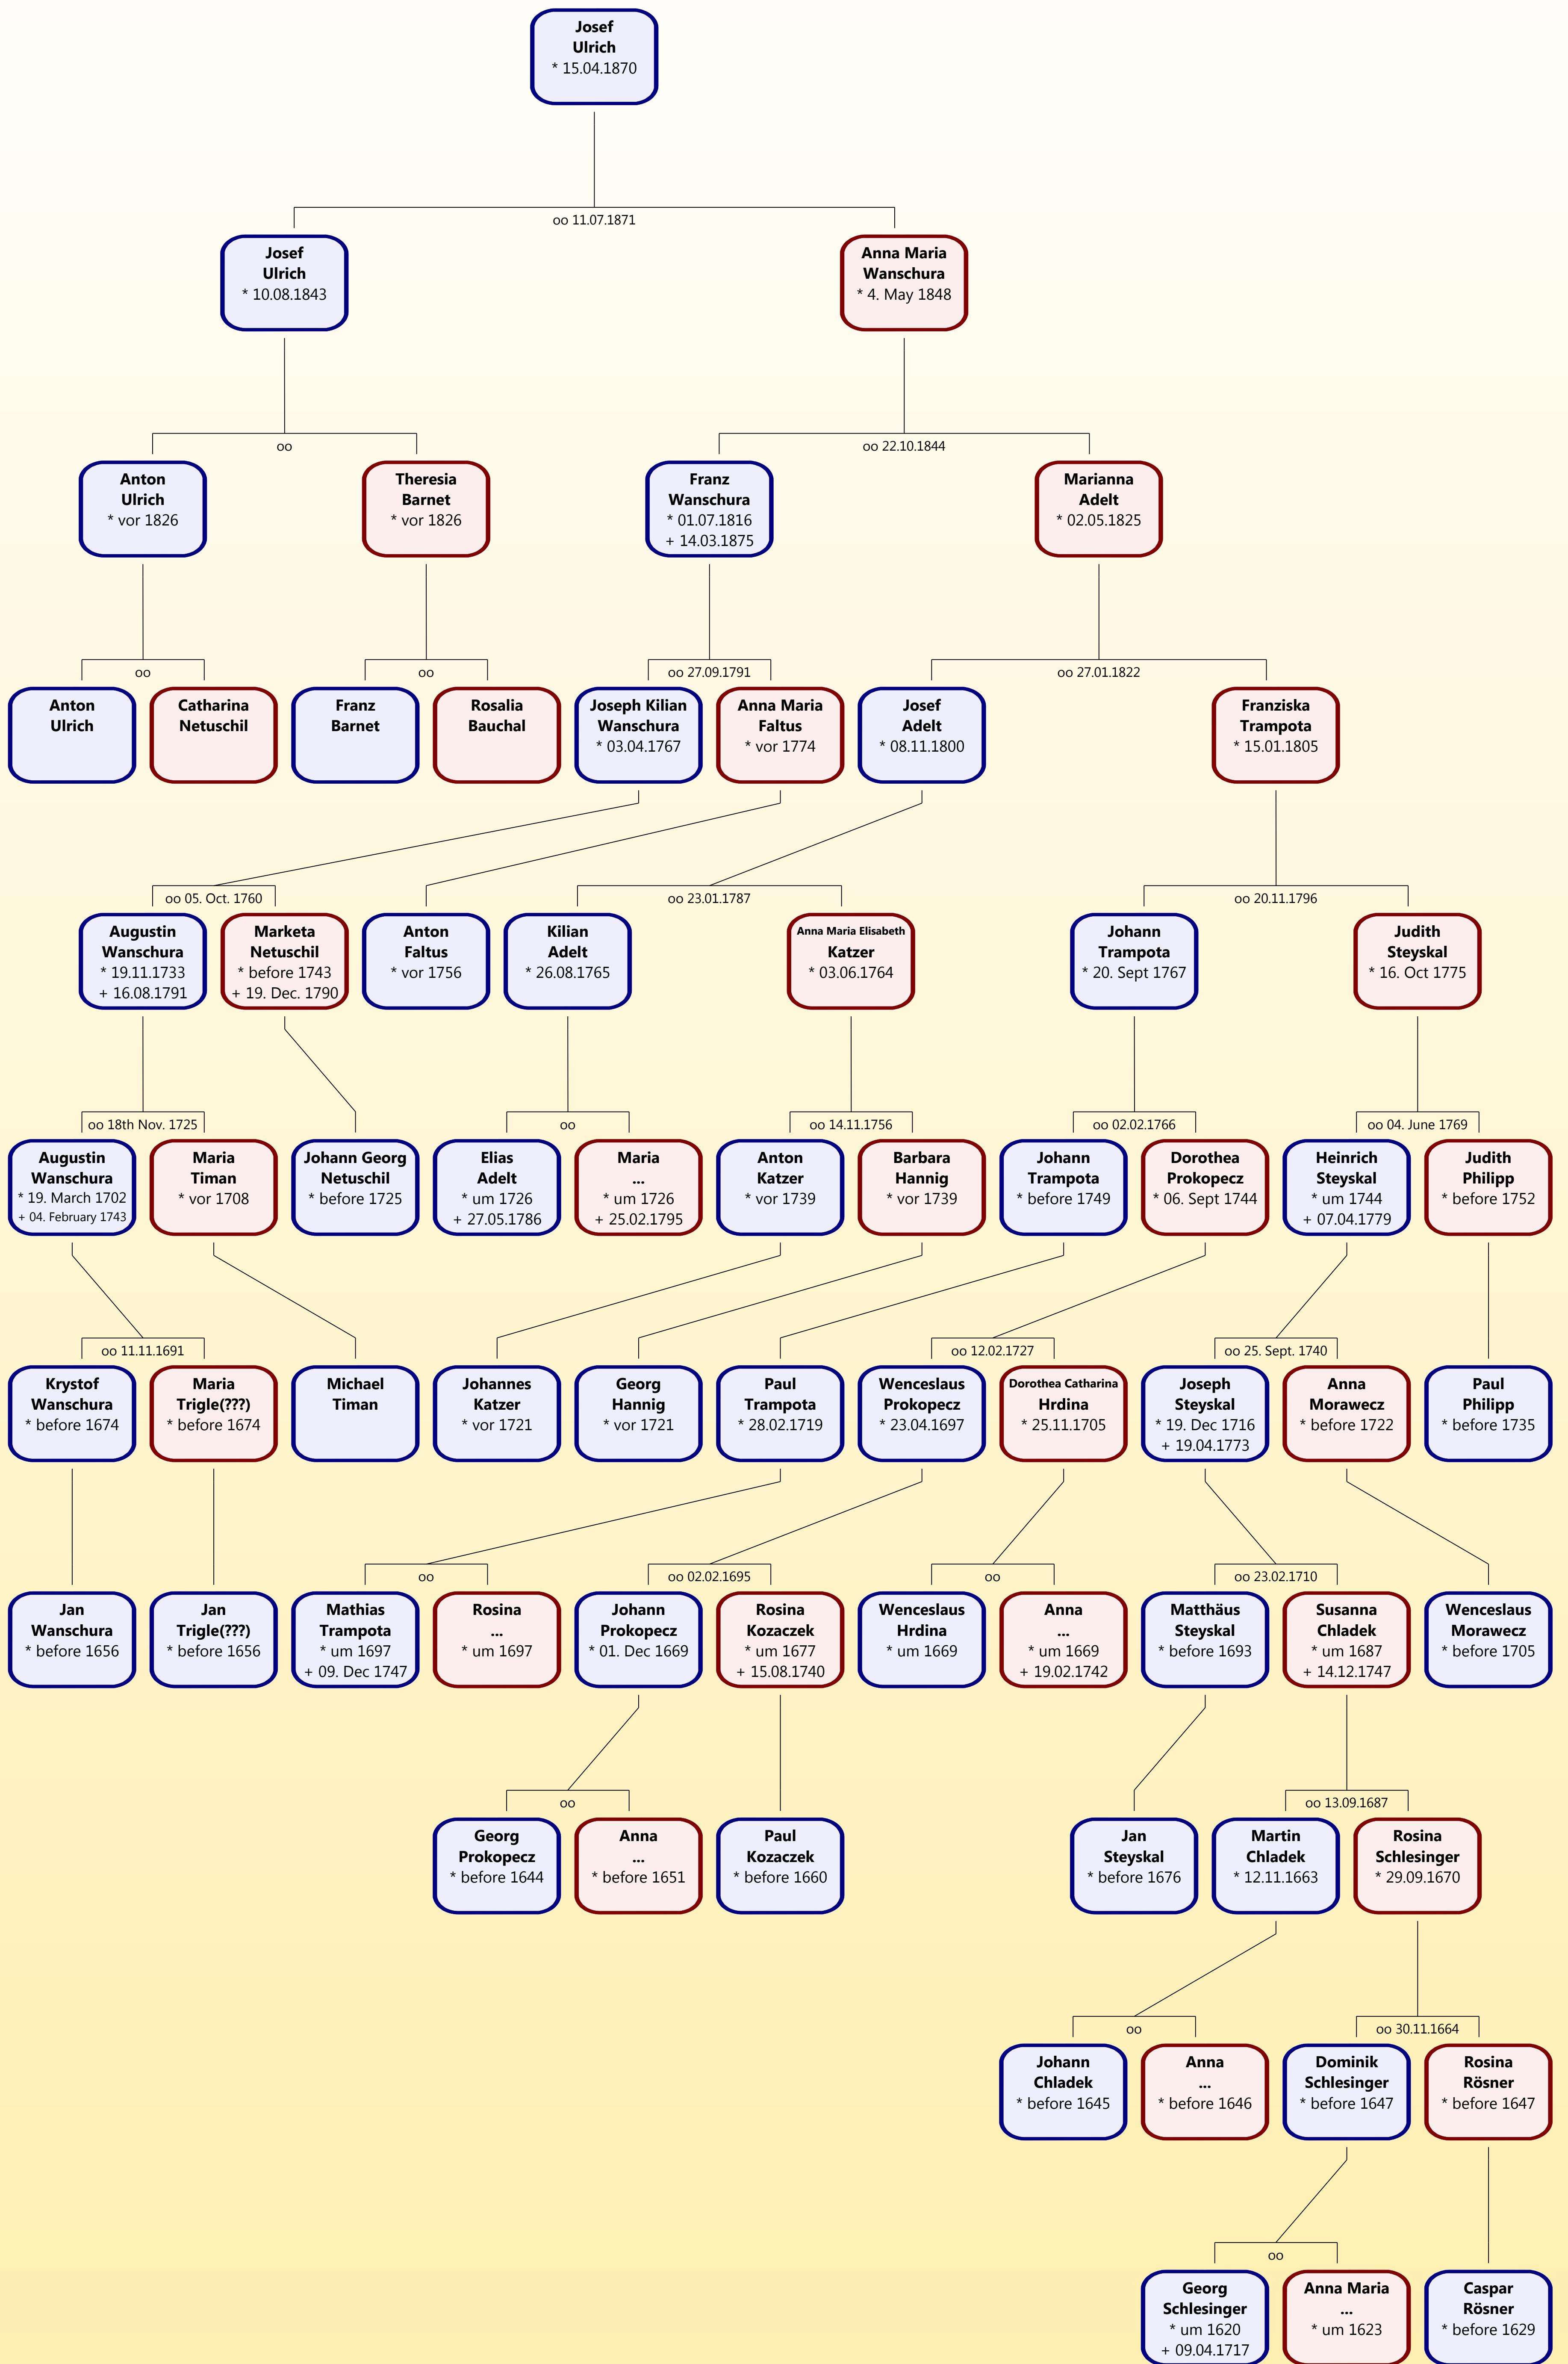 Josef
Ulrich
* 15.04.1870
oo 11.07.1871
Josef
Ulrich
* 10.08.1843
Anna Maria
Wanschura
* 4. May 1848
oo
oo 22.10.1844
Anton
Ulrich
* vor 1826
Theresia
Barnet
* vor 1826
Franz
Wanschura
* 01.07.1816
+ 14.03.1875
Marianna
Adelt
* 02.05.1825
oo
oo
oo 27.09.1791
oo 27.01.1822
Anton
Ulrich
Catharina
Netuschil
Franz
Barnet
Rosalia
Bauchal
Joseph Kilian
Wanschura
* 03.04.1767
Anna Maria
Faltus
* vor 1774
Josef
Adelt
* 08.11.1800
Franziska
Trampota
* 15.01.1805
oo 05. Oct. 1760
oo 23.01.1787
oo 20.11.1796
Augustin
Wanschura
* 19.11.1733
+ 16.08.1791
Marketa
Netuschil
* before 1743
+ 19. Dec. 1790
Anton
Faltus
* vor 1756
Kilian
Adelt
* 26.08.1765
Anna Maria Elisabeth
Katzer
* 03.06.1764
Johann
Trampota
* 20. Sept 1767
Judith
Steyskal
* 16. Oct 1775
oo 18th Nov. 1725
oo
oo 14.11.1756
oo 02.02.1766
oo 04. June 1769
Augustin
Wanschura
* 19. March 1702
+ 04. February 1743
Maria
Timan
* vor 1708
Johann Georg
Netuschil
* before 1725
Elias
Adelt
* um 1726
+ 27.05.1786
Maria
...
* um 1726
+ 25.02.1795
Anton
Katzer
* vor 1739
Barbara
Hannig
* vor 1739
Johann
Trampota
* before 1749
Dorothea
Prokopecz
* 06. Sept 1744
Heinrich
Steyskal
* um 1744
+ 07.04.1779
Judith
Philipp
* before 1752
oo 11.11.1691
oo 12.02.1727
oo 25. Sept. 1740
Krystof
Wanschura
* before 1674
Maria
Trigle(???)
* before 1674
Michael
Timan
Johannes
Katzer
* vor 1721
Georg
Hannig
* vor 1721
Paul
Trampota
* 28.02.1719
Wenceslaus
Prokopecz
* 23.04.1697
Dorothea Catharina
Hrdina
* 25.11.1705
Joseph
Steyskal
* 19. Dec 1716
+ 19.04.1773
Anna
Morawecz
* before 1722
Paul
Philipp
* before 1735
oo
oo 02.02.1695
oo
oo 23.02.1710
Jan
Wanschura
* before 1656
Jan
Trigle(???)
* before 1656
Mathias
Trampota
* um 1697
+ 09. Dec 1747
Rosina
...
* um 1697
Johann
Prokopecz
* 01. Dec 1669
Rosina
Kozaczek
* um 1677
+ 15.08.1740
Wenceslaus
Hrdina
* um 1669
Anna
...
* um 1669
+ 19.02.1742
Matthäus
Steyskal
* before 1693
Susanna
Chladek
* um 1687
+ 14.12.1747
Wenceslaus
Morawecz
* before 1705
oo
oo 13.09.1687
Georg
Prokopecz
* before 1644
Anna
...
* before 1651
Paul
Kozaczek
* before 1660
Jan
Steyskal
* before 1676
Martin
Chladek
* 12.11.1663
Rosina
Schlesinger
* 29.09.1670
oo
oo 30.11.1664
Johann
Chladek
* before 1645
Anna
...
* before 1646
Dominik
Schlesinger
* before 1647
Rosina
Rösner
* before 1647
oo
Georg
Schlesinger
* um 1620
+ 09.04.1717
Anna Maria
...
* um 1623
Caspar
Rösner
* before 1629